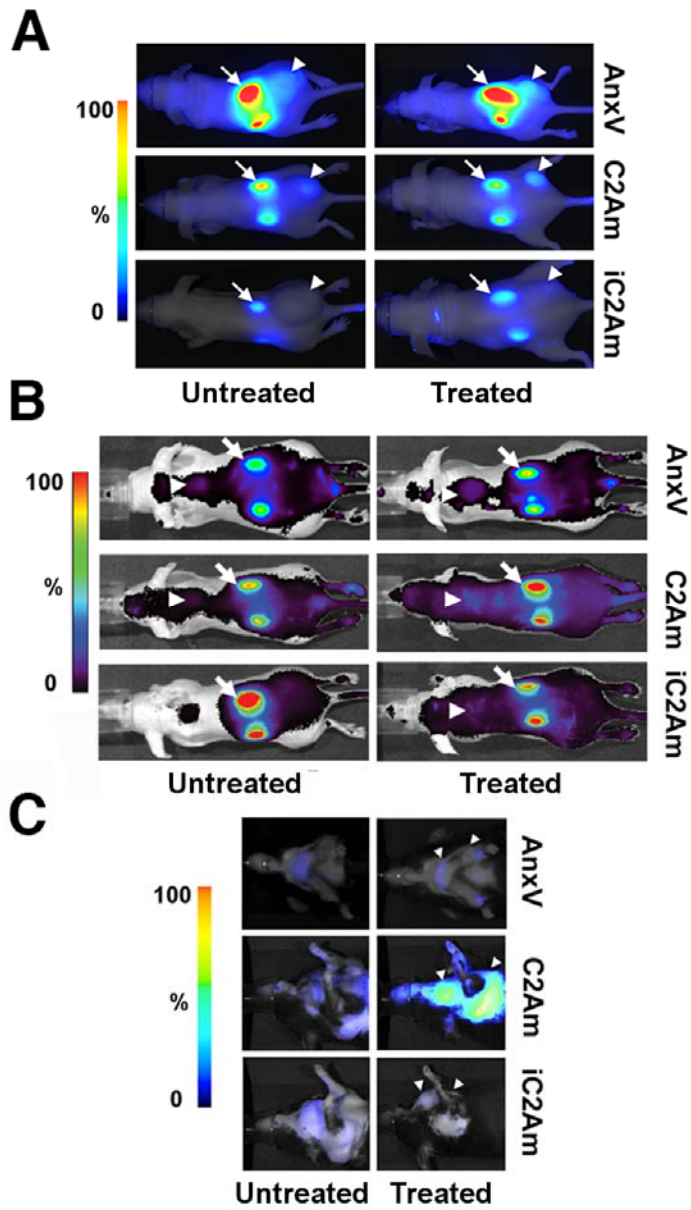 A
100
%
0
AnxV
C2Am
iC2Am
Untreated
Treated
B
100
%
0
AnxV
C2Am
iC2Am
Untreated
Treated
C
100
%
0
AnxV
C2Am
iC2Am
Untreated
Treated